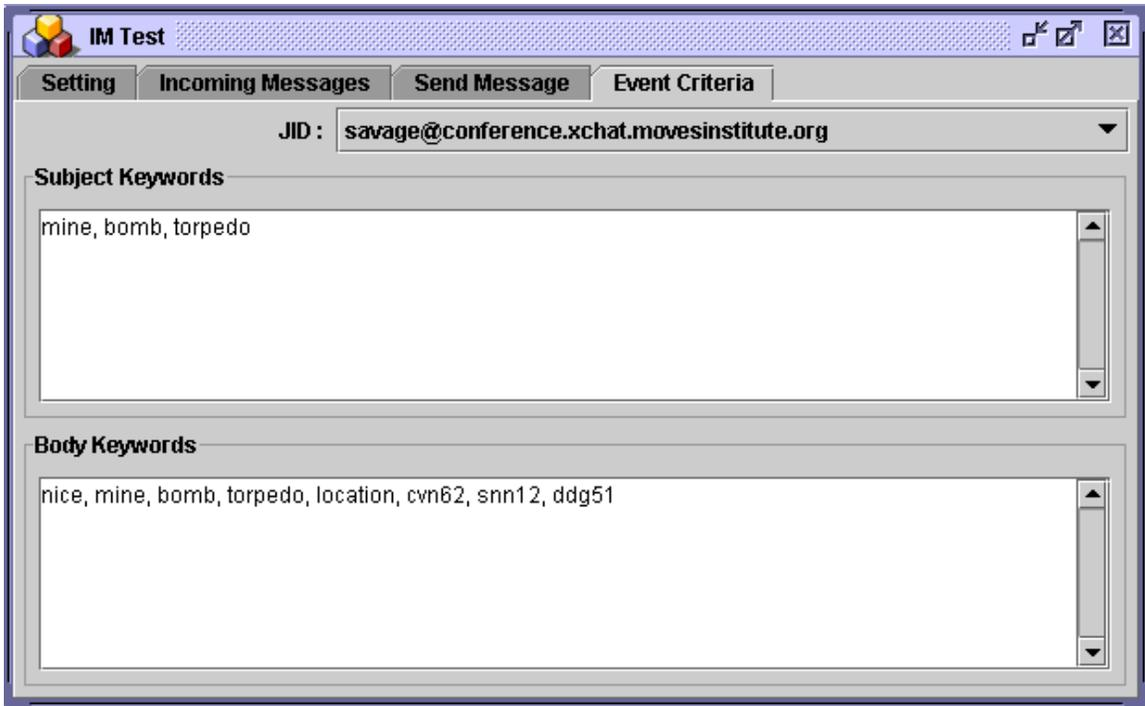 IM Test
Setting Incoming Messages Send Message Event Criteria
JID : savage@conference.xchat.movesinstitute.org
Subject Keywords
mine, bomb, torpedo
Body Keywords
nice, mine, bomb, torpedo, location, cvn62, snn12, ddg51